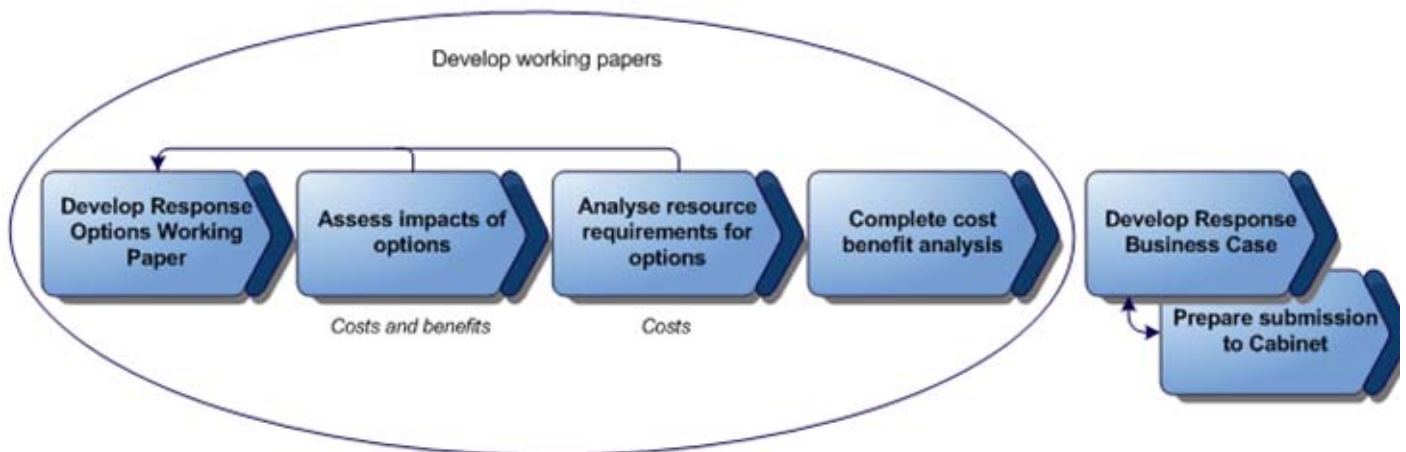 Develop working papers
Develop Response
Options Working
Paper
Assess impacts of
options
Analyse resource
requirements for
options
Complete cost
benefit analysis
Develop Response
Business Case
Costs and benefits
Costs
Prepare submission
to Cabinet